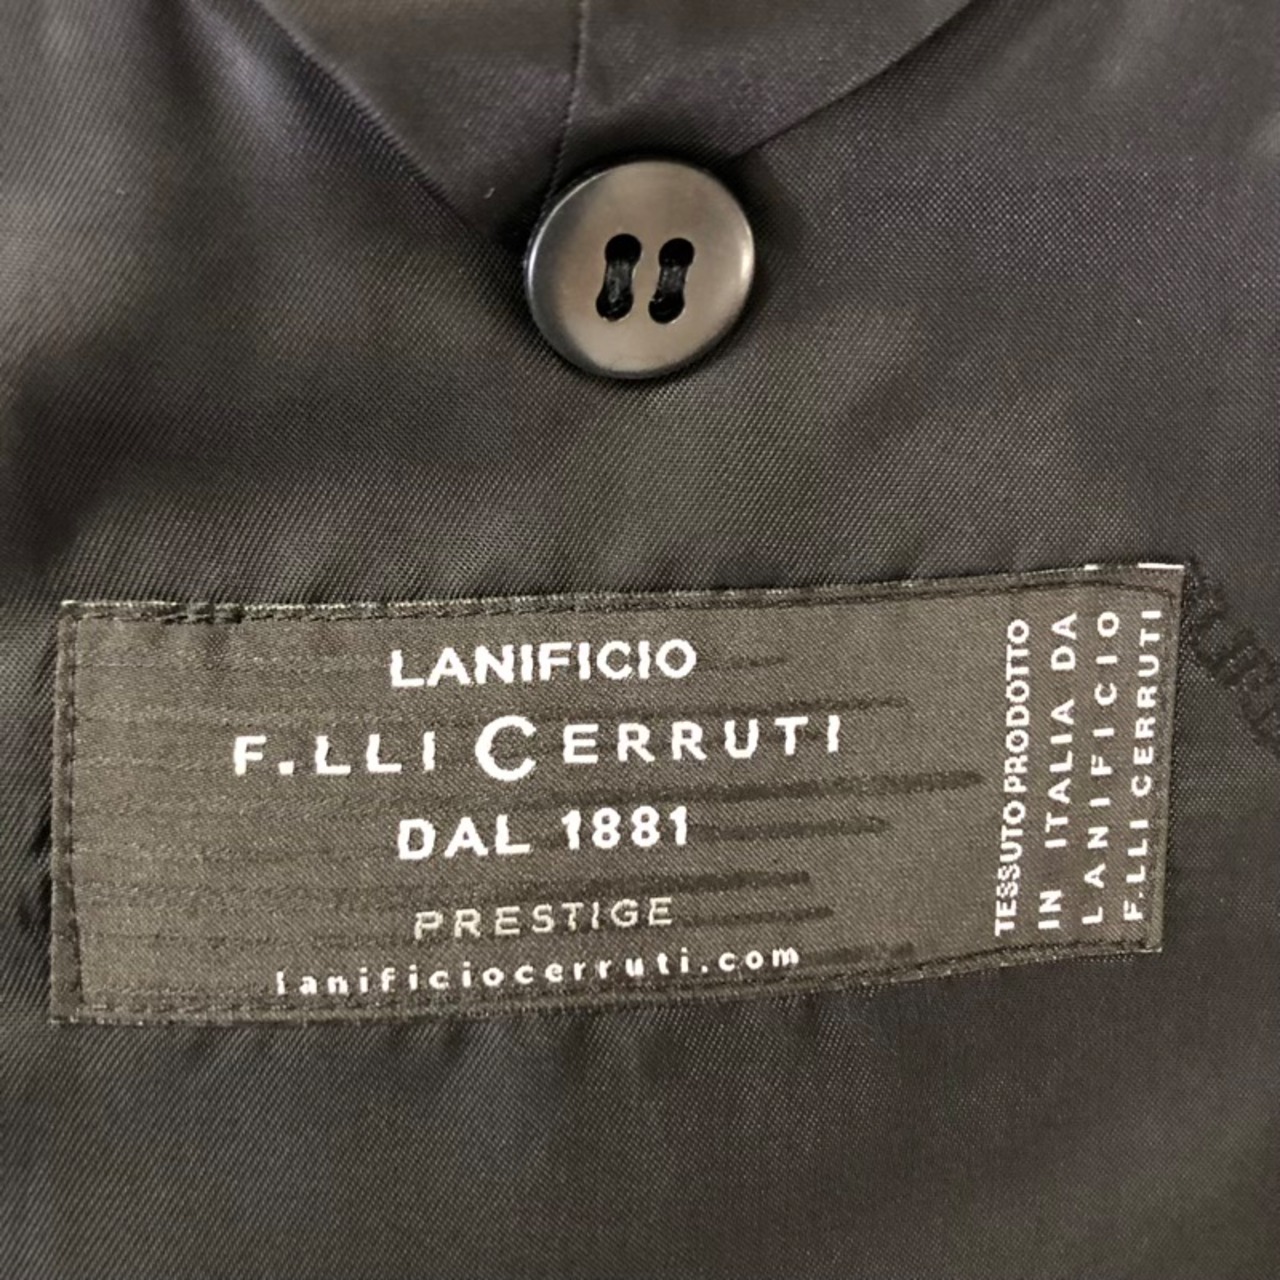 LANIFICIO
F.LLI CERRUTI
DAL 1881
PRESTIGE
lanificiocerruti.com
TESSUTO PRODOTTO
IN ITALIA DA
LANIFICIO
F.LLI CERRUTI